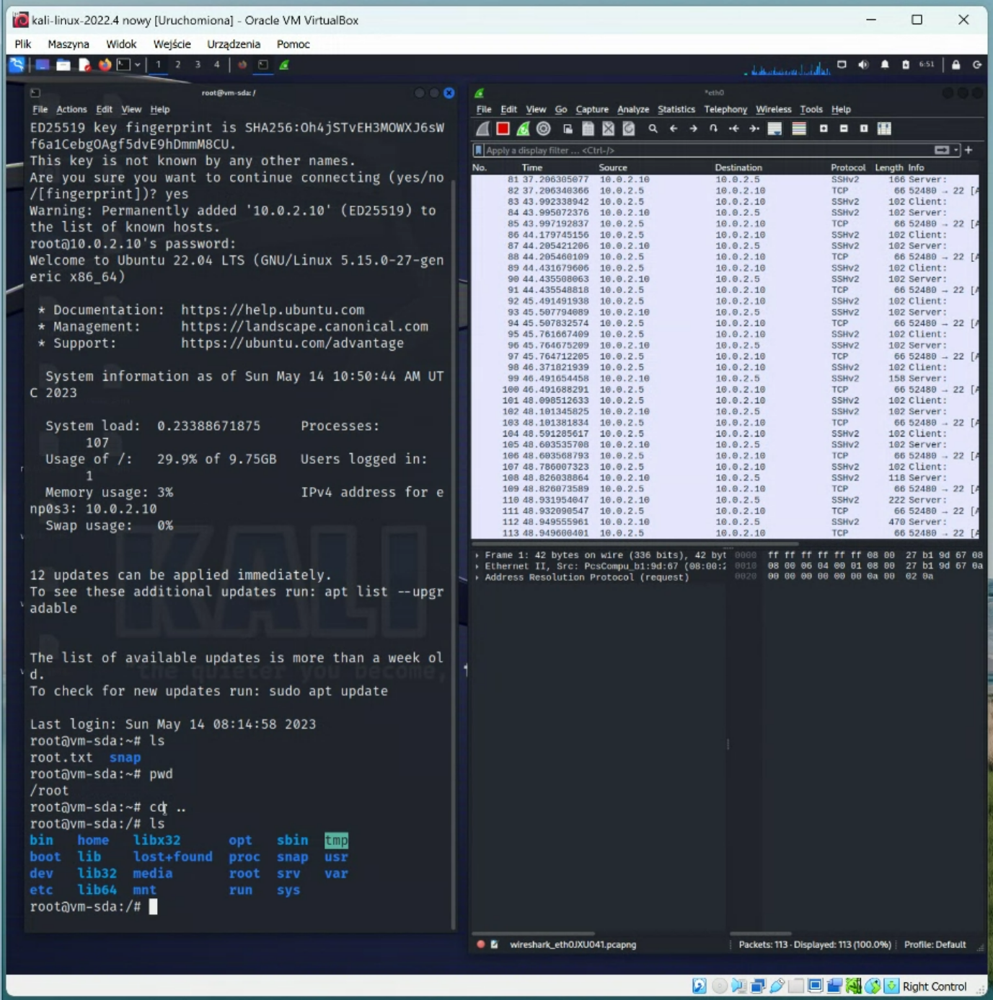 kali-linux-2022.4 nowy [Uruchomiona] - Oracle VM VirtualBox
Plik Maszyna Widok Wejście Urządzenia Pomoc
1 2 3 4 6:51
root@vm-sda: /
File Actions Edit View Help
ED25519 key fingerprint is SHA256:Oh4jSTvEH3MOWXJ6sW
f6a1CebgOAgf5dvE9hDmmM8CU.
This key is not known by any other names.
Are you sure you want to continue connecting (yes/no
/[fingerprint])? yes
Warning: Permanently added '10.0.2.10' (ED25519) to
the list of known hosts.
root@10.0.2.10's password:
Welcome to Ubuntu 22.04 LTS (GNU/Linux 5.15.0-27-gen
eric x86_64)
* Documentation: https://help.ubuntu.com
* Management: https://landscape.canonical.com
* Support: https://ubuntu.com/advantage
System information as of Sun May 14 10:50:44 AM UT
C 2023
System load: 0.23388671875 Processes:
107
Usage of /: 29.9% of 9.75GB Users logged in:
1
Memory usage: 3% IPv4 address for e
np0s3: 10.0.2.10
Swap usage: 0%
KALI
12 updates can be applied immediately.
To see these additional updates run: apt list --upgr
adable
The list of available updates is more than a week ol
d.
"the quieter you become,
To check for new updates run: sudo apt update
Last login: Sun May 14 08:14:58 2023
root@vm-sda:~# ls
root.txt snap
root@vm-sda:~# pwd
/root
root@vm-sda:~# cd ..
root@vm-sda:/# ls
bin home libx32 opt sbin tmp
boot lib lost+found proc snap usr
dev lib32 media root srv var
etc lib64 mnt run sys
root@vm-sda:/#
*eth0
File Edit View Go Capture Analyze Statistics Telephony Wireless Tools Help
Apply a display filter ... <Ctrl-/>
No. Time Source Destination Protocol Length Info
81 37.206305077 10.0.2.10 10.0.2.5 SSHv2 166 Server:
82 37.206340366 10.0.2.5 10.0.2.10 TCP 66 52480 → 22 [A
83 43.992338942 10.0.2.5 10.0.2.10 SSHv2 102 Client:
84 43.995072376 10.0.2.10 10.0.2.5 SSHv2 102 Server:
85 43.997192837 10.0.2.5 10.0.2.10 TCP 66 52480 → 22 [A
86 44.179745156 10.0.2.5 10.0.2.10 SSHv2 102 Client:
87 44.205421206 10.0.2.10 10.0.2.5 SSHv2 102 Server:
88 44.205460109 10.0.2.5 10.0.2.10 TCP 66 52480 → 22 [A
89 44.431679606 10.0.2.5 10.0.2.10 SSHv2 102 Client:
90 44.435508063 10.0.2.10 10.0.2.5 SSHv2 102 Server:
91 44.435548818 10.0.2.5 10.0.2.10 TCP 66 52480 → 22 [A
92 45.491491938 10.0.2.5 10.0.2.10 SSHv2 102 Client:
93 45.507794089 10.0.2.10 10.0.2.5 SSHv2 102 Server:
94 45.507832574 10.0.2.5 10.0.2.10 TCP 66 52480 → 22 [A
95 45.761667409 10.0.2.5 10.0.2.10 SSHv2 102 Client:
96 45.764675209 10.0.2.10 10.0.2.5 SSHv2 102 Server:
97 45.764712205 10.0.2.5 10.0.2.10 TCP 66 52480 → 22 [A
98 46.371821939 10.0.2.5 10.0.2.10 SSHv2 102 Client:
99 46.491654458 10.0.2.10 10.0.2.5 SSHv2 158 Server:
100 46.491688291 10.0.2.5 10.0.2.10 TCP 66 52480 → 22 [A
101 48.098512633 10.0.2.5 10.0.2.10 SSHv2 102 Client:
102 48.101345825 10.0.2.10 10.0.2.5 SSHv2 102 Server:
103 48.101381834 10.0.2.5 10.0.2.10 TCP 66 52480 → 22 [A
104 48.591285617 10.0.2.5 10.0.2.10 SSHv2 102 Client:
105 48.603535708 10.0.2.10 10.0.2.5 SSHv2 102 Server:
106 48.603568793 10.0.2.5 10.0.2.10 TCP 66 52480 → 22 [A
107 48.786007323 10.0.2.5 10.0.2.10 SSHv2 102 Client:
108 48.826038864 10.0.2.10 10.0.2.5 SSHv2 118 Server:
109 48.826073589 10.0.2.5 10.0.2.10 TCP 66 52480 → 22 [A
110 48.931954047 10.0.2.10 10.0.2.5 SSHv2 222 Server:
111 48.932090547 10.0.2.5 10.0.2.10 TCP 66 52480 → 22 [A
112 48.949555961 10.0.2.10 10.0.2.5 SSHv2 470 Server:
113 48.949600401 10.0.2.5 10.0.2.10 TCP 66 52480 → 22 [A
Frame 1: 42 bytes on wire (336 bits), 42 byt
Ethernet II, Src: PcsCompu_b1:9d:67 (08:00:2
Address Resolution Protocol (request)
0000 ff ff ff ff ff ff 08 00 27 b1 9d 67 08
0010 08 00 06 04 00 01 08 00 27 b1 9d 67 0a
0020 00 00 00 00 00 00 0a 00 02 0a
wireshark_eth0JXU041.pcapng Packets: 113 · Displayed: 113 (100.0%) Profile: Default
Right Control